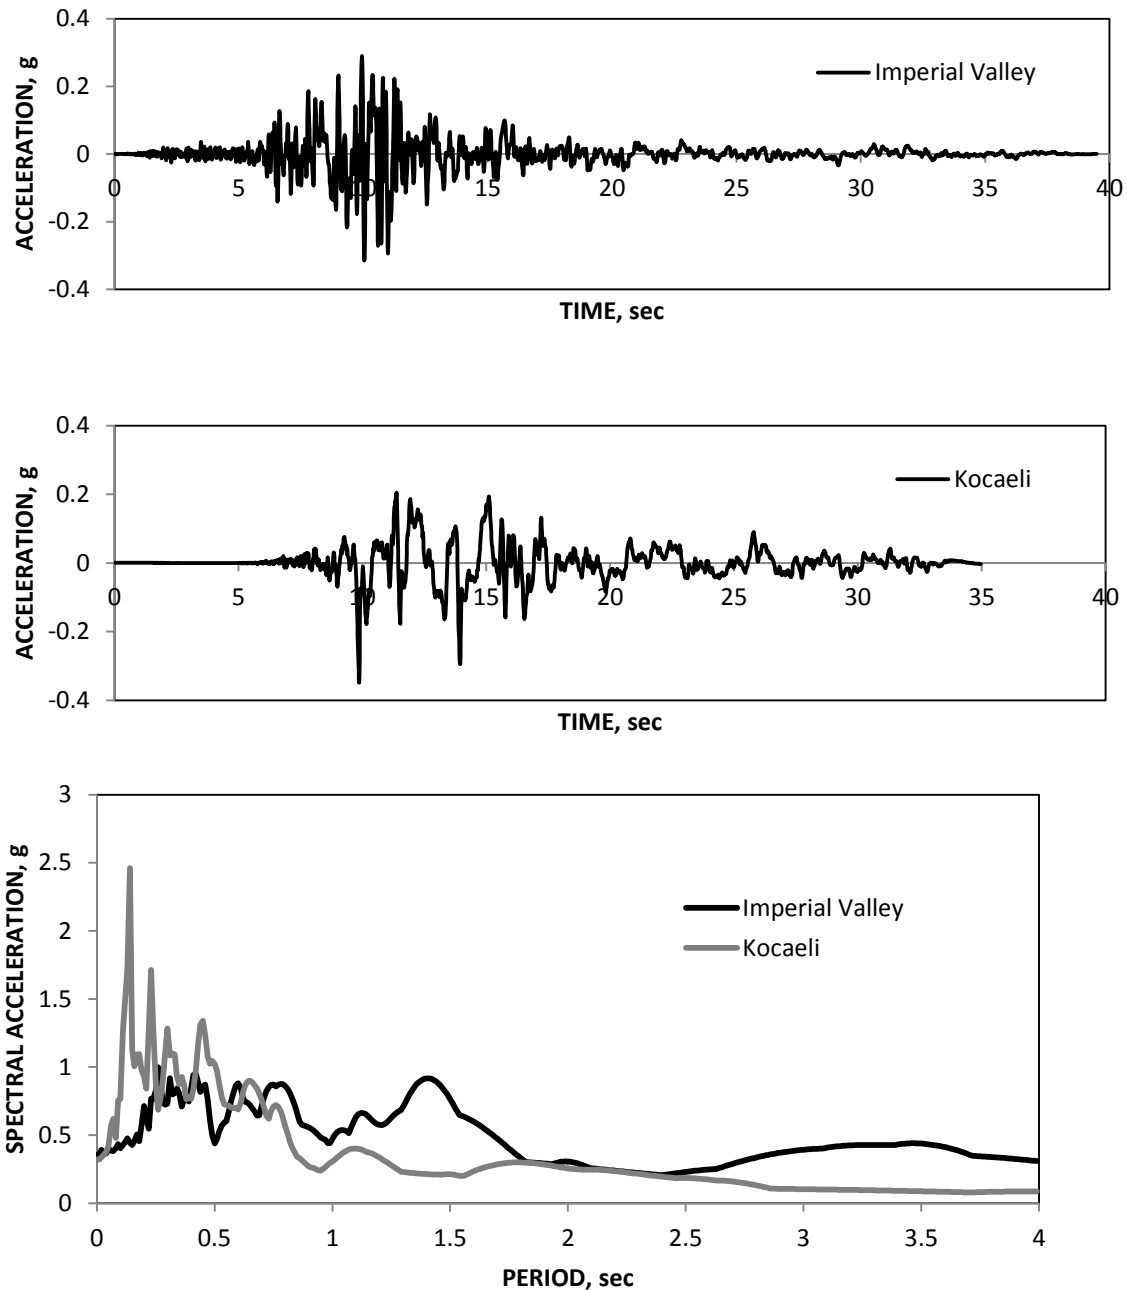 0.4
Imperial Valley
0.2
0
-0.2
-0.4
ACCELERATION, g
0 5 10 15 20 25 30 35 40
TIME, sec
0.4
Kocaeli
0.2
0
-0.2
-0.4
ACCELERATION, g
0 5 10 15 20 25 30 35 40
TIME, sec
3
2.5
2
1.5
1
0.5
0
SPECTRAL ACCELERATION, g
Imperial Valley
Kocaeli
0 0.5 1 1.5 2 2.5 3 3.5 4
PERIOD, sec